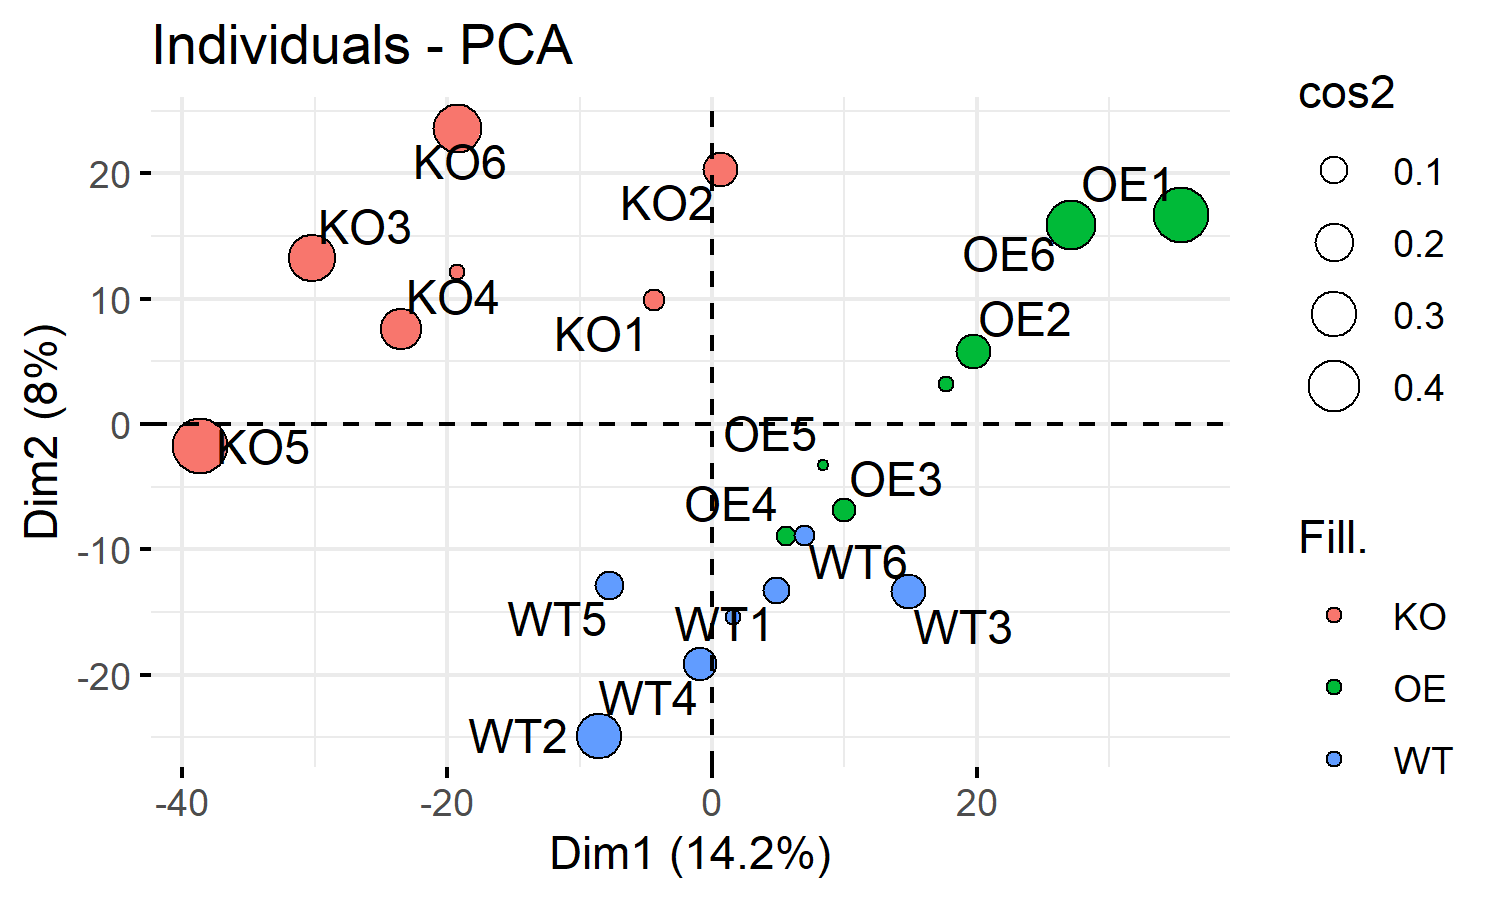 Individuals - PCA
cos2
0.1
0.2
0.3
0.4
Fill.
KO
OE
WT
Dim2 (8%)
20
10
0
-10
-20
KO6
KO2
OE1
KO3
OE6
KO4
KO1
OE2
KO5
OE5
OE3
OE4
WT6
WT5
WT1
WT3
WT4
WT2
-40
-20
0
20
Dim1 (14.2%)